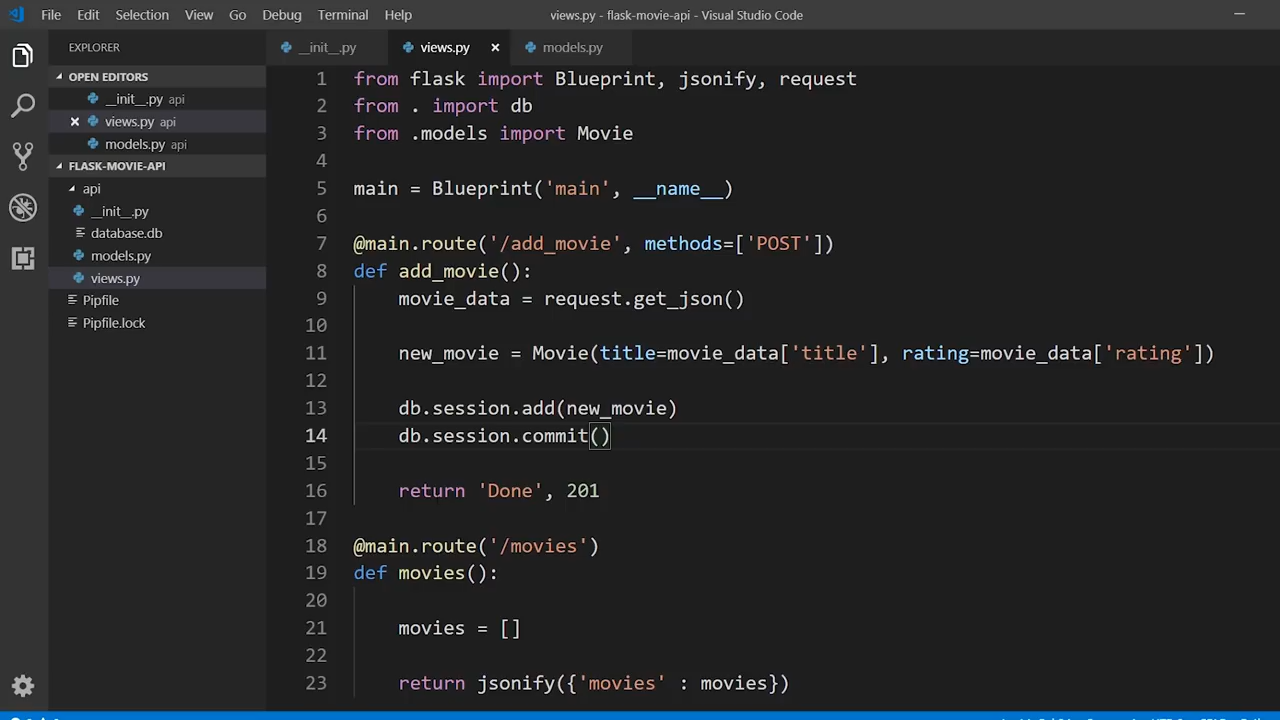 File Edit Selection View Go Debug Terminal Help views.py - flask-movie-api - Visual Studio Code
EXPLORER
OPEN EDITORS
__init__.py api
views.py api
models.py api
FLASK-MOVIE-API
api
__init__.py
database.db
models.py
views.py
Pipfile
Pipfile.lock
__init__.py views.py models.py
1 from flask import Blueprint, jsonify, request
2 from . import db
3 from .models import Movie
4
5 main = Blueprint('main', __name__)
6
7 @main.route('/add_movie', methods=['POST'])
8 def add_movie():
9 movie_data = request.get_json()
10
11 new_movie = Movie(title=movie_data['title'], rating=movie_data['rating'])
12
13 db.session.add(new_movie)
14 db.session.commit()
15
16 return 'Done', 201
17
18 @main.route('/movies')
19 def movies():
20
21 movies = []
22
23 return jsonify({'movies' : movies})